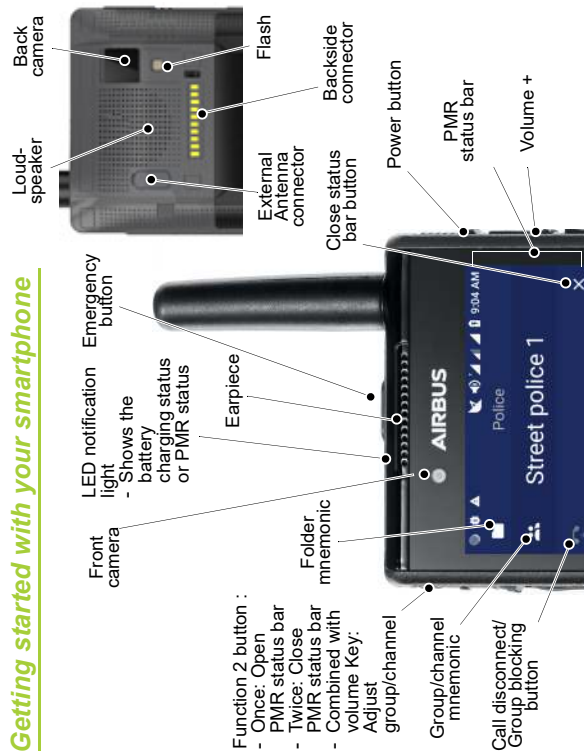 Getting started with your smartphone
Function 2 button :
- Once: Open
PMR status bar
- Twice: Close
PMR status bar
- Combined with
volume Key:
Adjust
group/channel
Front
camera
LED notification
light
- Shows the
battery
charging status
or PMR status
Emergency
button
Earpiece
Loud-
speaker
Back
camera
External
Antenna
connector
Flash
Backside
connector
Close status
bar button
Power button
PMR
status bar
Volume +
Folder
mnemonic
Group/channel
mnemonic
Call disconnect/
Group blocking
button
AIRBUS
9:04 AM
Police
Street police 1